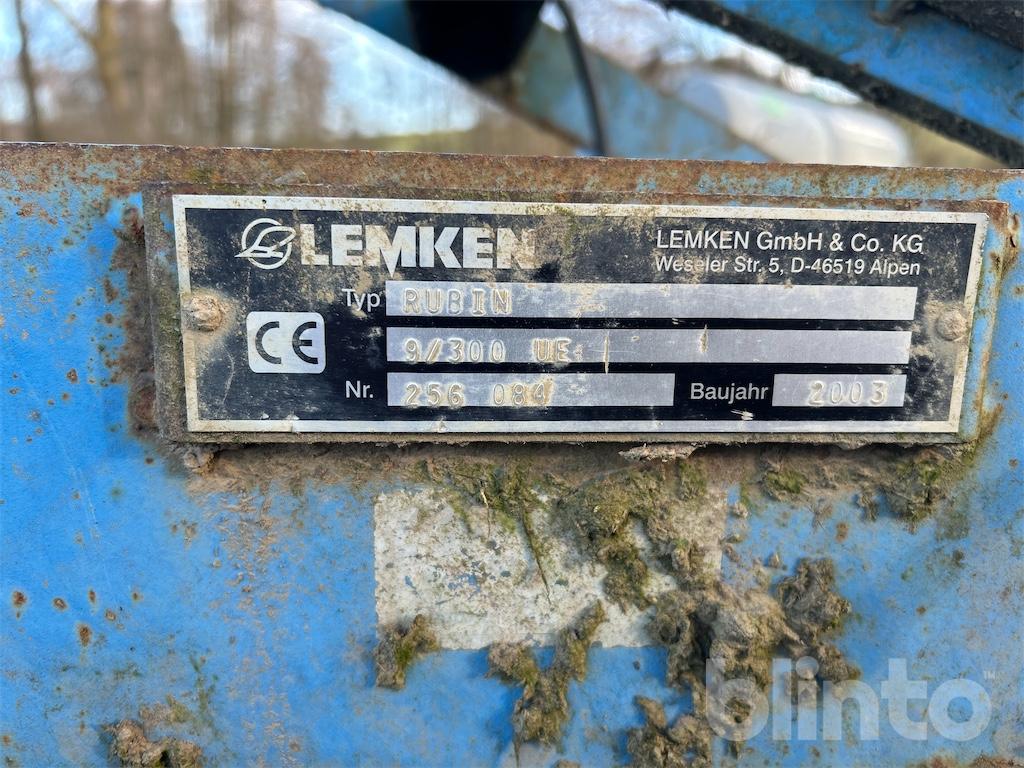 LEMKEN
LEMKEN GmbH & Co. KG
Weseler Str. 5, D-46519 Alpen
Typ RUBIN
9/300 UE
CE
Nr. 256 084 Baujahr 2003
blinto™